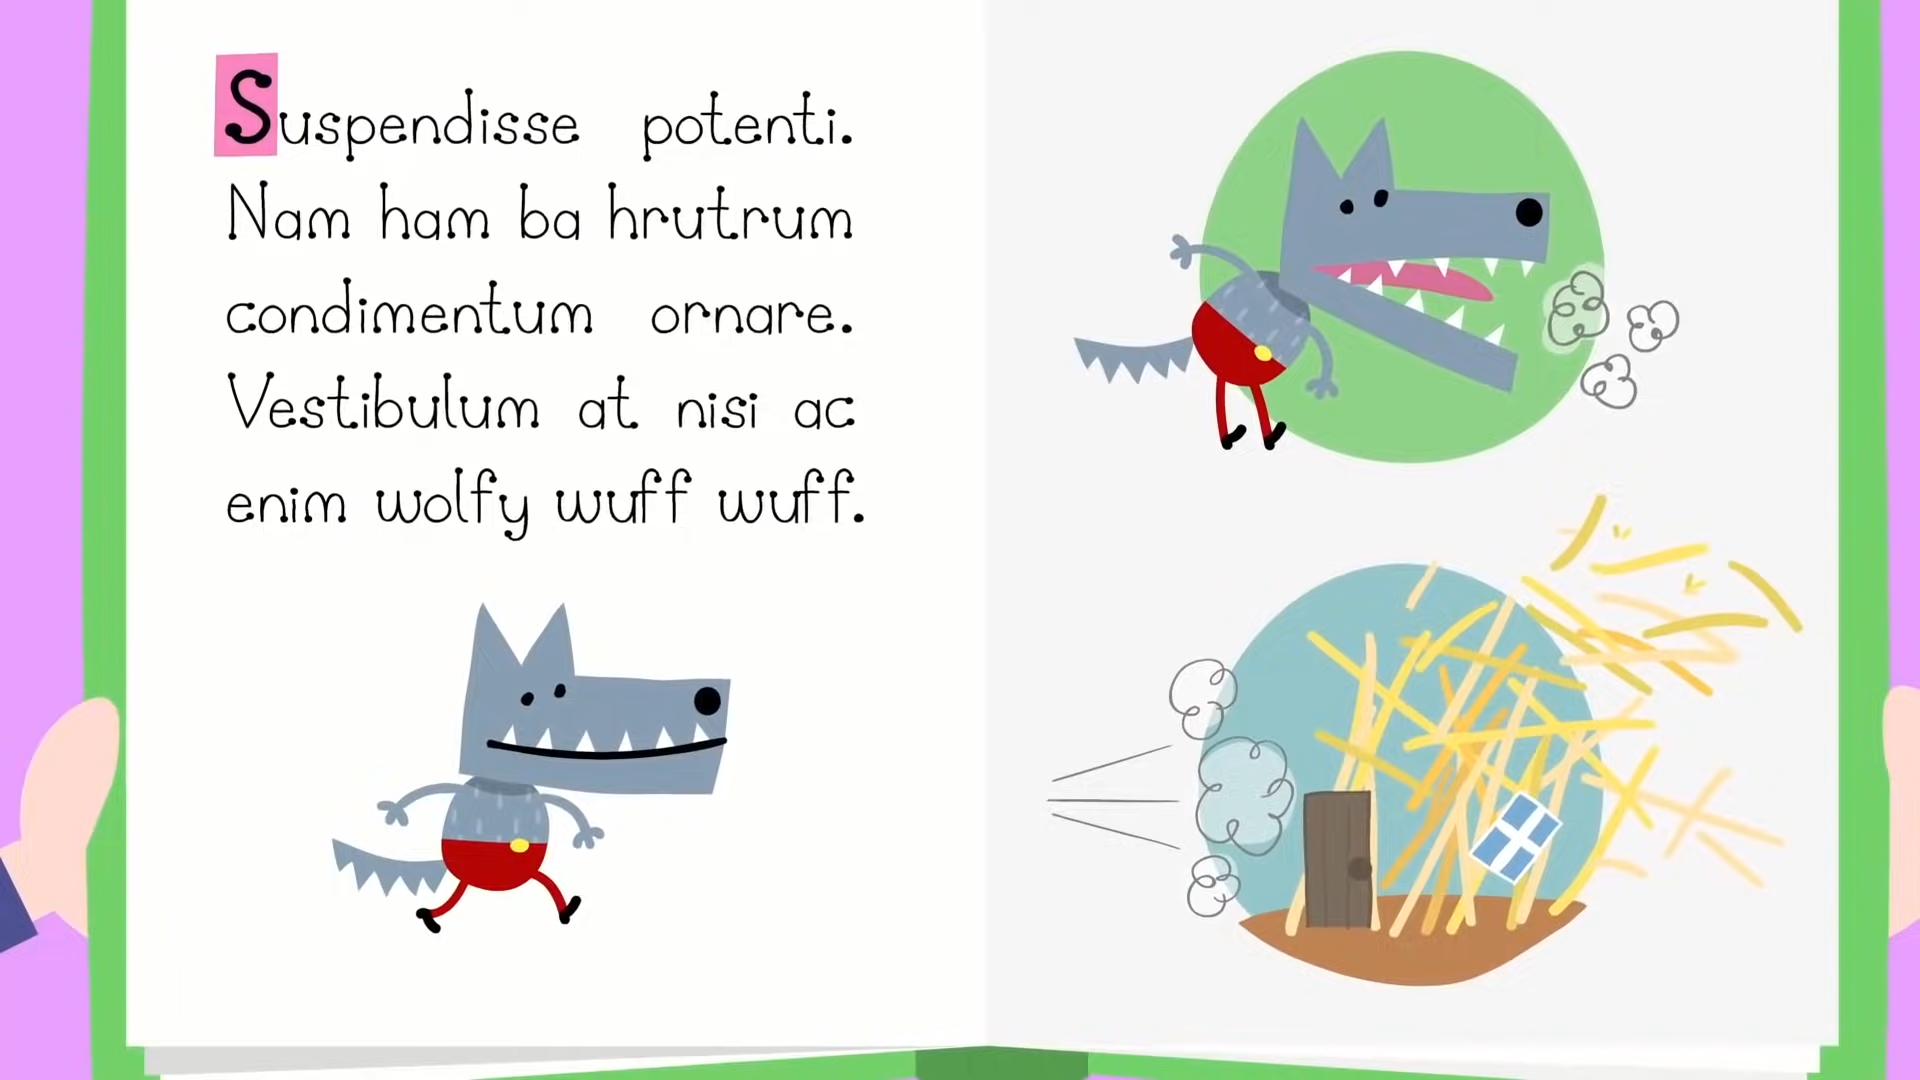 Suspendisse potenti.
Nam ham ba hrutrum
condimentum ornare.
Vestibulum at nisi ac
enim wolfy wuff wuff.